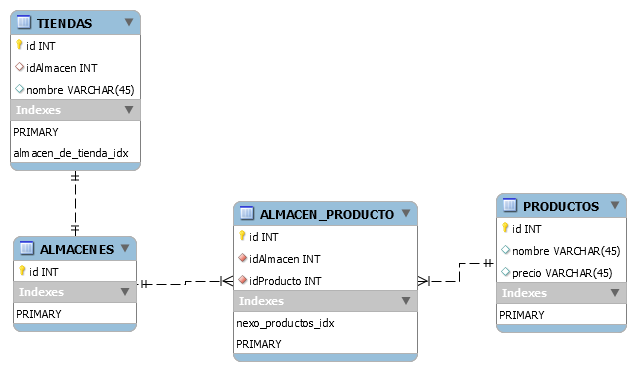 TIENDAS
id INT
idAlmacen INT
nombre VARCHAR(45)
Indexes
PRIMARY
almacen_de_tienda_idx
ALMACENES
id INT
Indexes
PRIMARY
ALMACEN_PRODUCTO
id INT
idAlmacen INT
idProducto INT
Indexes
nexo_productos_idx
PRIMARY
PRODUCTOS
id INT
nombre VARCHAR(45)
precio VARCHAR(45)
Indexes
PRIMARY